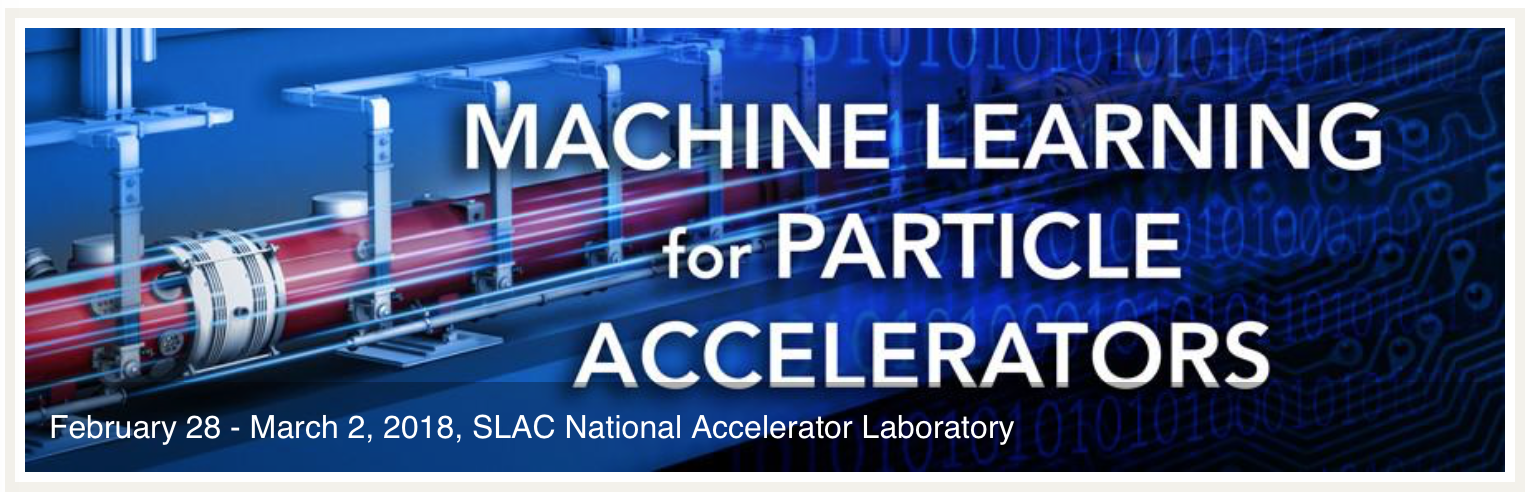 MACHINE LEARNING
for PARTICLE
ACCELERATORS
February 28 - March 2, 2018, SLAC National Accelerator Laboratory